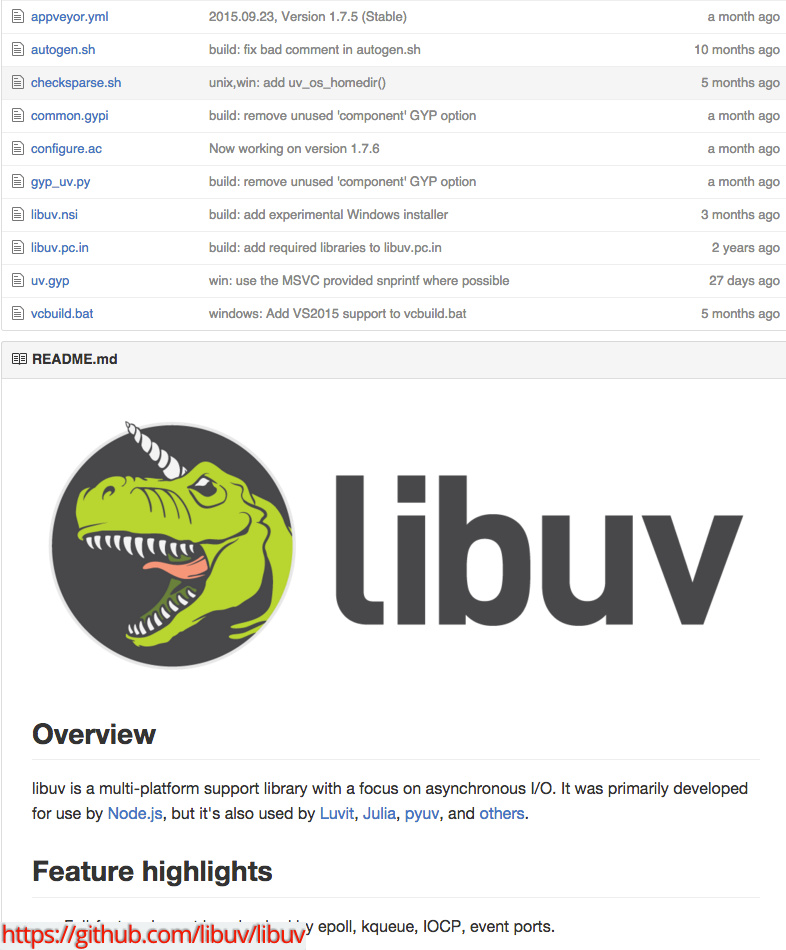 appveyor.yml 2015.09.23, Version 1.7.5 (Stable) a month ago
autogen.sh build: fix bad comment in autogen.sh 10 months ago
checksparse.sh unix,win: add uv_os_homedir() 5 months ago
common.gypi build: remove unused 'component' GYP option a month ago
configure.ac Now working on version 1.7.6 a month ago
gyp_uv.py build: remove unused 'component' GYP option a month ago
libuv.nsi build: add experimental Windows installer 3 months ago
libuv.pc.in build: add required libraries to libuv.pc.in 2 years ago
uv.gyp win: use the MSVC provided snprintf where possible 27 days ago
vcbuild.bat windows: Add VS2015 support to vcbuild.bat 5 months ago
README.md
libuv
Overview
libuv is a multi-platform support library with a focus on asynchronous I/O. It was primarily developed
for use by Node.js, but it's also used by Luvit, Julia, pyuv, and others.
Feature highlights
epoll, kqueue, IOCP, event ports.
https://github.com/libuv/libuv